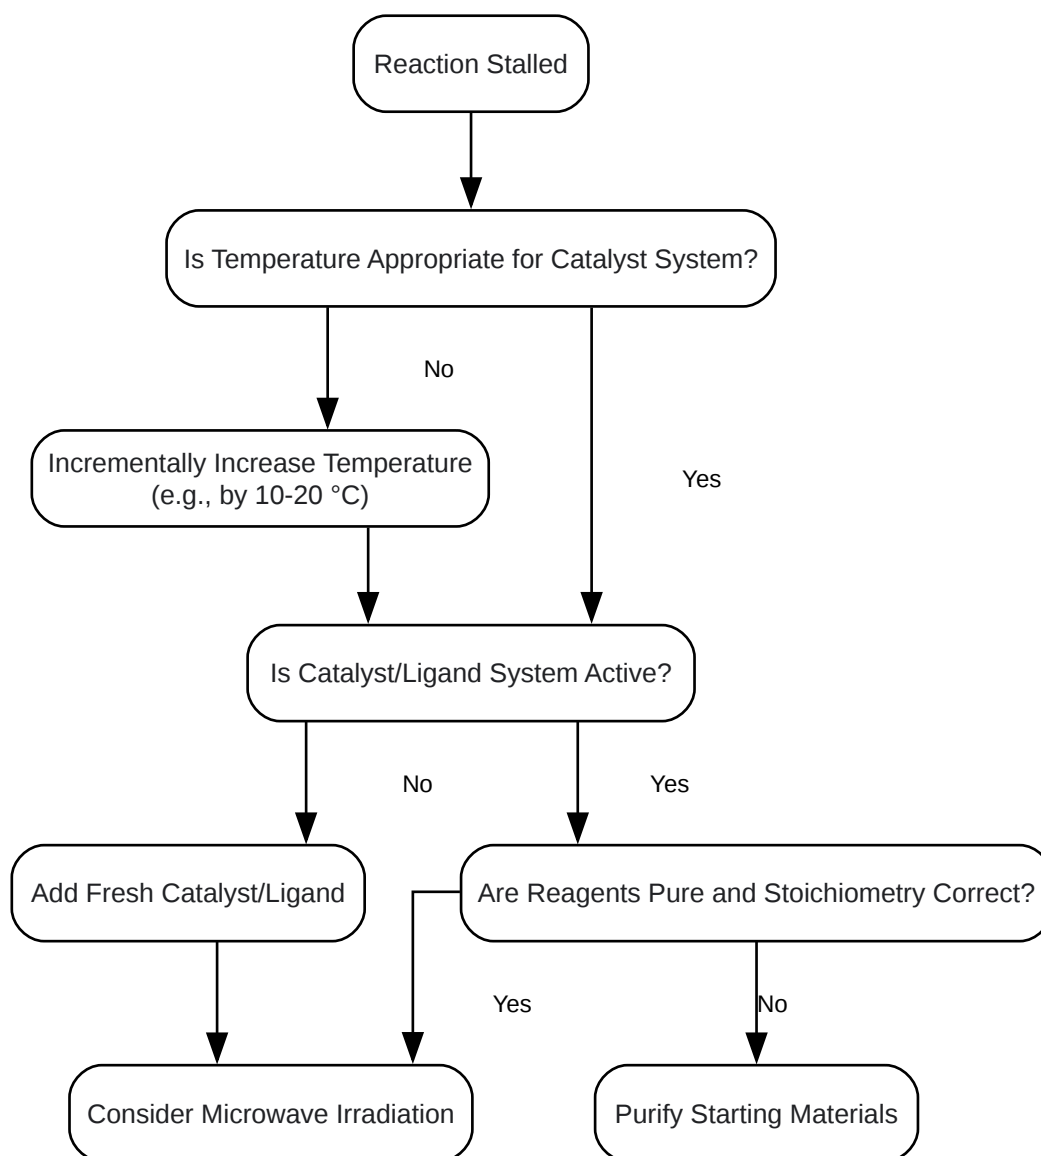 Reaction Stalled
Is Temperature Appropriate for Catalyst System?
No
Incrementally Increase Temperature
(e.g., by 10-20 °C)
Yes
Is Catalyst/Ligand System Active?
No
Yes
Add Fresh Catalyst/Ligand
Are Reagents Pure and Stoichiometry Correct?
Yes
No
Consider Microwave Irradiation
Purify Starting Materials